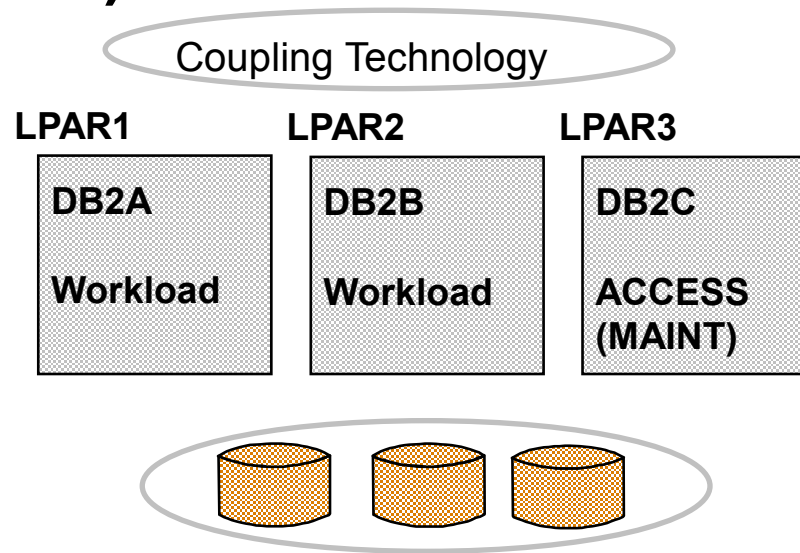 Coupling Technology
LPAR1
LPAR2
LPAR3
DB2A
DB2B
DB2C
Workload
Workload
ACCESS
(MAINT)